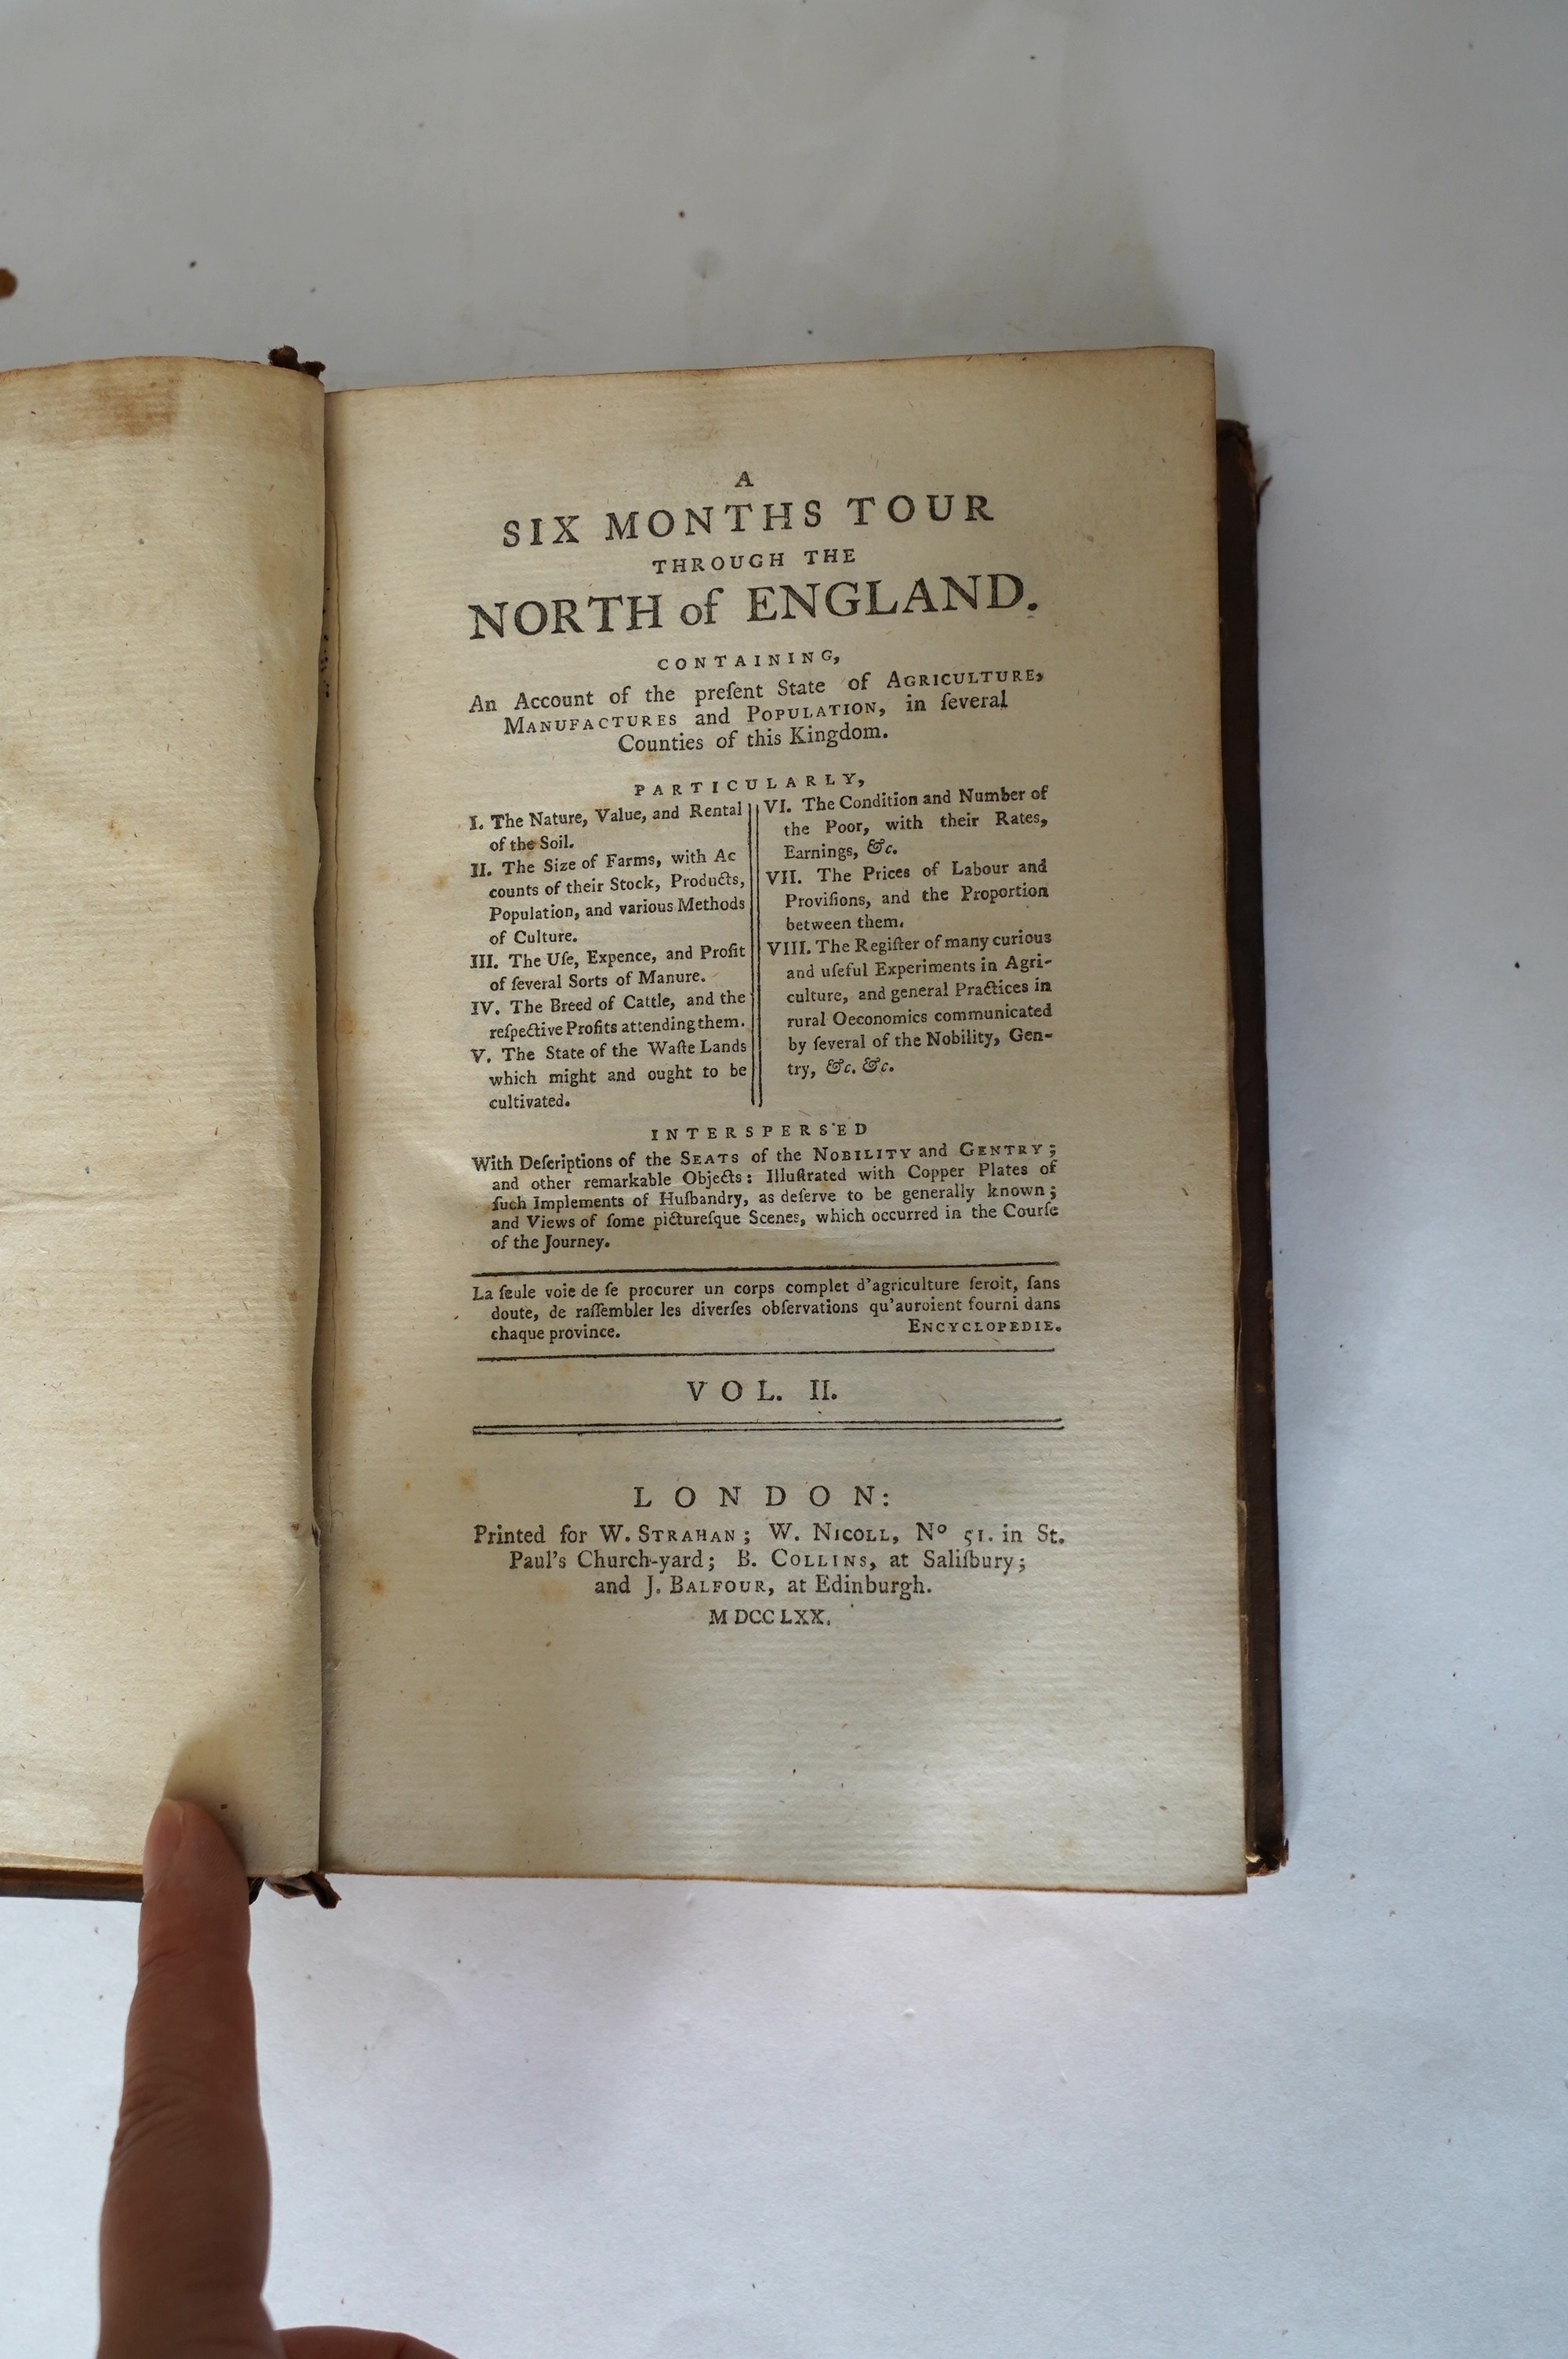 A
SIX MONTHS TOUR
THROUGH THE
NORTH of ENGLAND.
CONTAINING,
An Account of the preſent State of AGRICULTURE,
MANUFACTURES and POPULATION, in ſeveral
Counties of this Kingdom.
PARTICULARLY,
I. The Nature, Value, and Rental
of the Soil.
II. The Size of Farms, with Ac
counts of their Stock, Products,
Population, and various Methods
of Culture.
III. The Uſe, Expence, and Profit
of ſeveral Sorts of Manure.
IV. The Breed of Cattle, and the
reſpective Profits attending them.
V. The State of the Waſte Lands
which might and ought to be
cultivated.
VI. The Condition and Number of
the Poor, with their Rates,
Earnings, &c.
VII. The Prices of Labour and
Proviſions, and the Proportion
between them.
VIII. The Regiſter of many curious
and uſeful Experiments in Agri-
culture, and general Practices in
rural Oeconomics communicated
by ſeveral of the Nobility, Gen-
try, &c. &c.
INTERSPERS'ED
With Deſcriptions of the SEATS of the NOBILITY and GENTRY;
and other remarkable Objects: Illuſtrated with Copper Plates of
ſuch Implements of Huſbandry, as deſerve to be generally known;
and Views of ſome pictureſque Scenes, which occurred in the Courſe
of the Journey.
La ſeule voie de ſe procurer un corps complet d'agriculture ſeroit, ſans
doute, de raſſembler les diverſes obſervations qu'auroient fourni dans
chaque province. ENCYCLOPEDIE.
VOL. II.
LONDON:
Printed for W. STRAHAN; W. NICOLL, No 51. in St.
Paul's Church-yard; B. COLLINS, at Saliſbury;
and J. BALFOUR, at Edinburgh.
MDCCLXX.